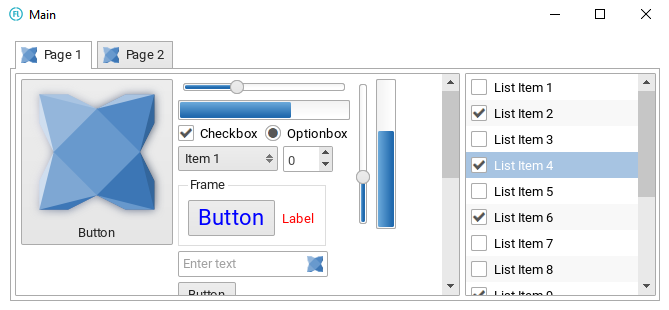 Main
Page 1
Page 2
Button
Checkbox
Optionbox
Item 1
0
Frame
Button
Label
Enter text
Button
List Item 1
List Item 2
List Item 3
List Item 4
List Item 5
List Item 6
List Item 7
List Item 8
List Item 9